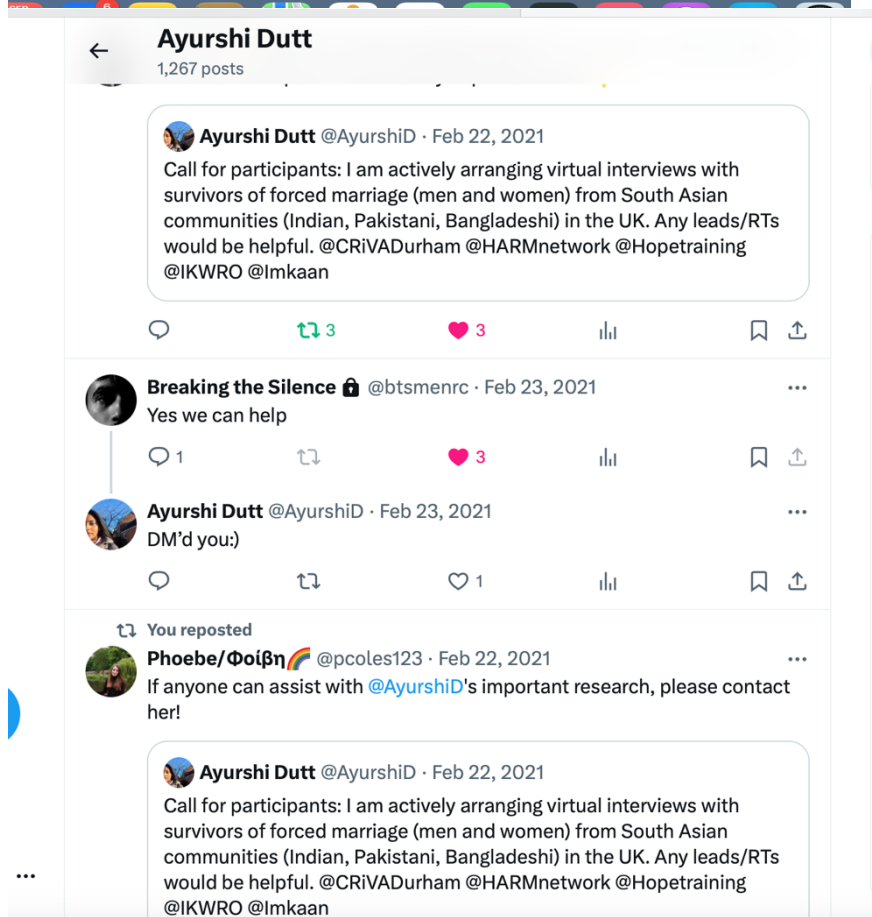 Ayurshi Dutt
1,267 posts
Ayurshi Dutt @AyurshiD · Feb 22, 2021
Call for participants: I am actively arranging virtual interviews with
survivors of forced marriage (men and women) from South Asian
communities (Indian, Pakistani, Bangladeshi) in the UK. Any leads/RTs
would be helpful. @CRiVADurham @HARMnetwork @Hopetraining
@IKWRO @Imkaan
3 3
Breaking the Silence 🔒 @btsmenrc · Feb 23, 2021
Yes we can help
1 3
Ayurshi Dutt @AyurshiD · Feb 23, 2021
DM’d you:)
1
You reposted
Phoebe/Φοίβη🌈 @pcoles123 · Feb 22, 2021
If anyone can assist with @AyurshiD's important research, please contact
her!
Ayurshi Dutt @AyurshiD · Feb 22, 2021
Call for participants: I am actively arranging virtual interviews with
survivors of forced marriage (men and women) from South Asian
communities (Indian, Pakistani, Bangladeshi) in the UK. Any leads/RTs
would be helpful. @CRiVADurham @HARMnetwork @Hopetraining
@IKWRO @Imkaan